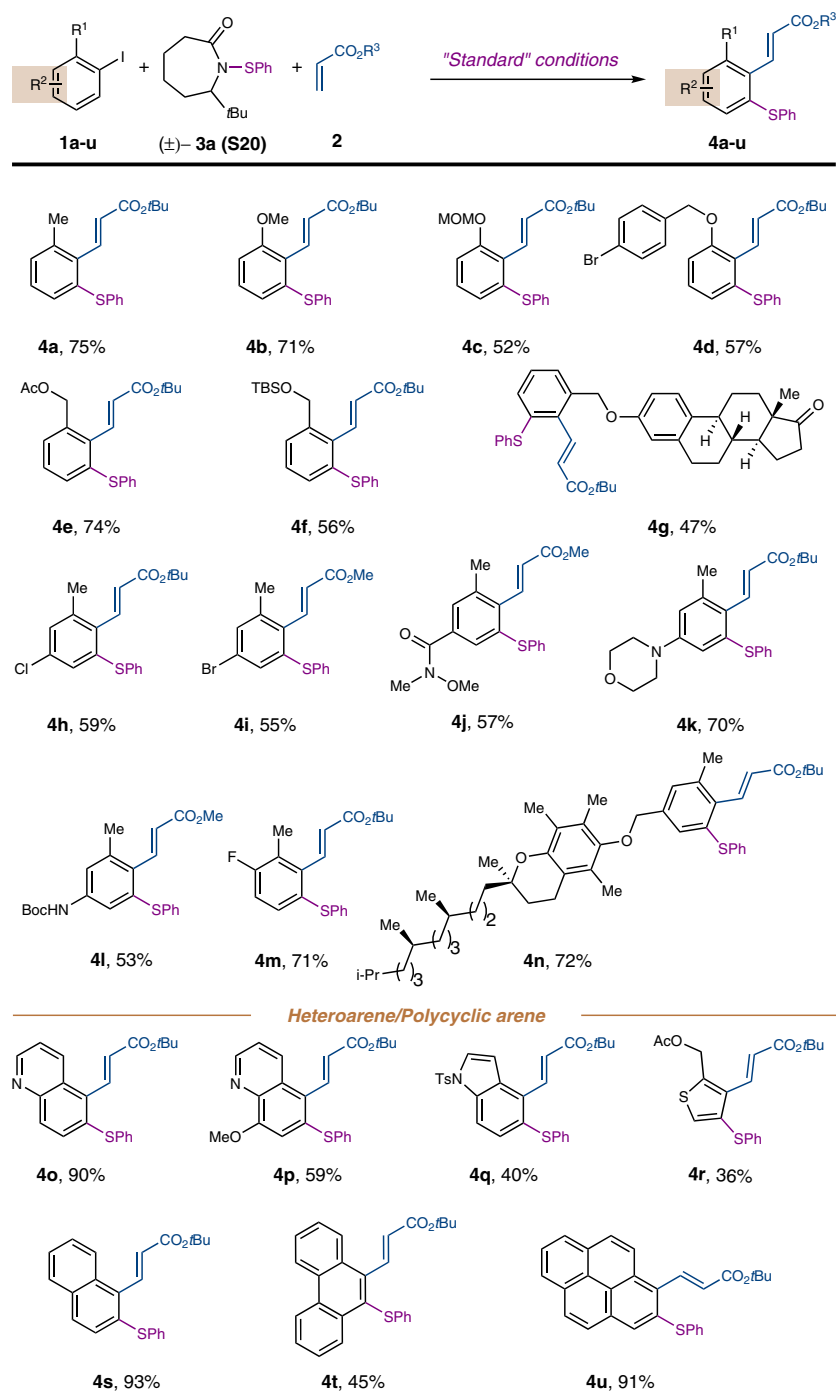 R¹ I R² + O N SPh tBu + CO₂R³ "Standard" conditions R¹ CO₂R³ R² SPh
1a-u (±)– 3a (S20) 2 4a-u
Me CO₂tBu SPh OMe CO₂tBu SPh MOMO CO₂tBu SPh Br O CO₂tBu SPh
4a, 75% 4b, 71% 4c, 52% 4d, 57%
AcO CO₂tBu SPh TBSO CO₂tBu SPh PhS CO₂tBu O H H H Me O
4e, 74% 4f, 56% 4g, 47%
Me CO₂tBu Cl SPh Me CO₂Me Br SPh Me CO₂Me O SPh Me N OMe Me CO₂tBu N O SPh
4h, 59% 4i, 55% 4j, 57% 4k, 70%
Me CO₂Me BocHN SPh F Me CO₂tBu SPh Me Me Me O Me O Me Me Me i-Pr ( )3 ( )3 ( )2 Me CO₂tBu SPh
4l, 53% 4m, 71% 4n, 72%
Heteroarene/Polycyclic arene
N CO₂tBu SPh N CO₂tBu MeO SPh Ts N CO₂tBu SPh AcO CO₂tBu S SPh
4o, 90% 4p, 59% 4q, 40% 4r, 36%
CO₂tBu SPh CO₂tBu SPh CO₂tBu SPh
4s, 93% 4t, 45% 4u, 91%